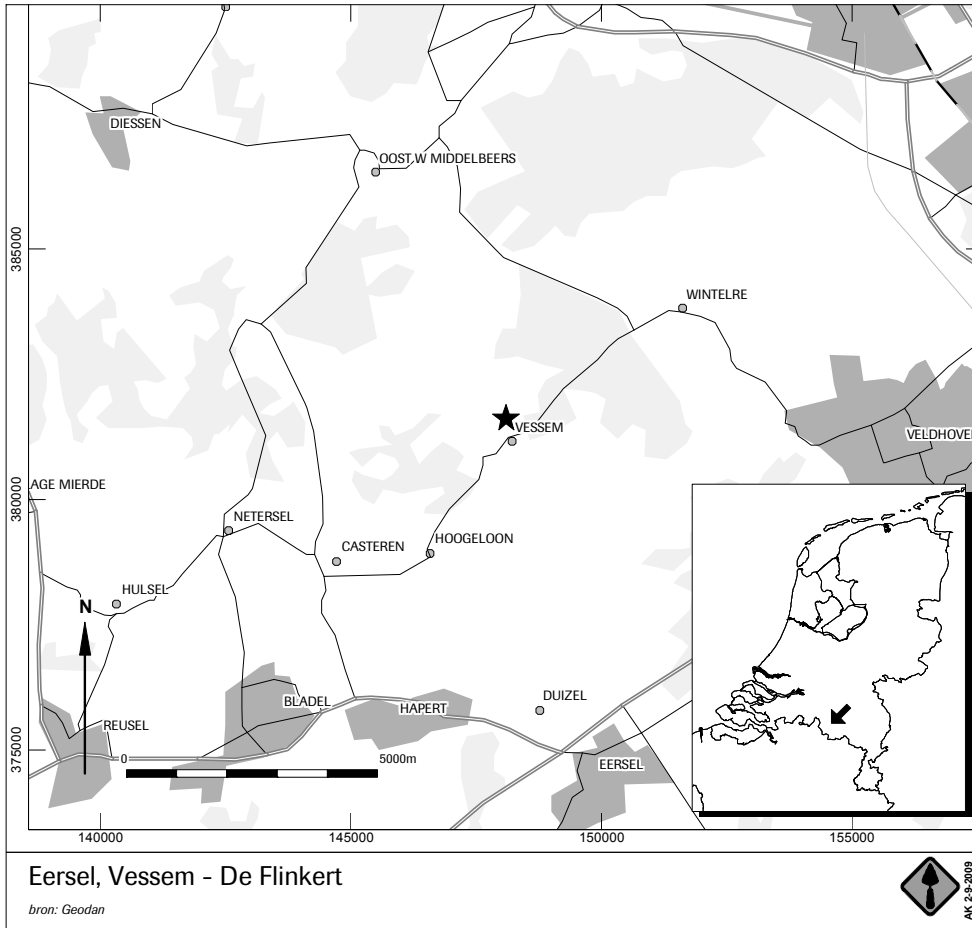 DIESSEN
OOST W MIDDELBEERS
385000
WINTELRE
VESSEM
VELDHOVEN
AGE MIERDE
380000
NETERSEL
CASTEREN
HOOGELOON
HULSEL
N
BLADEL
DUIZEL
HAPERT
REUSEL
375000
0
5000m
EERSEL
140000
145000
150000
155000
Eersel, Vessem - De Flinkert
bron: Geodan
AK 2-9-2009